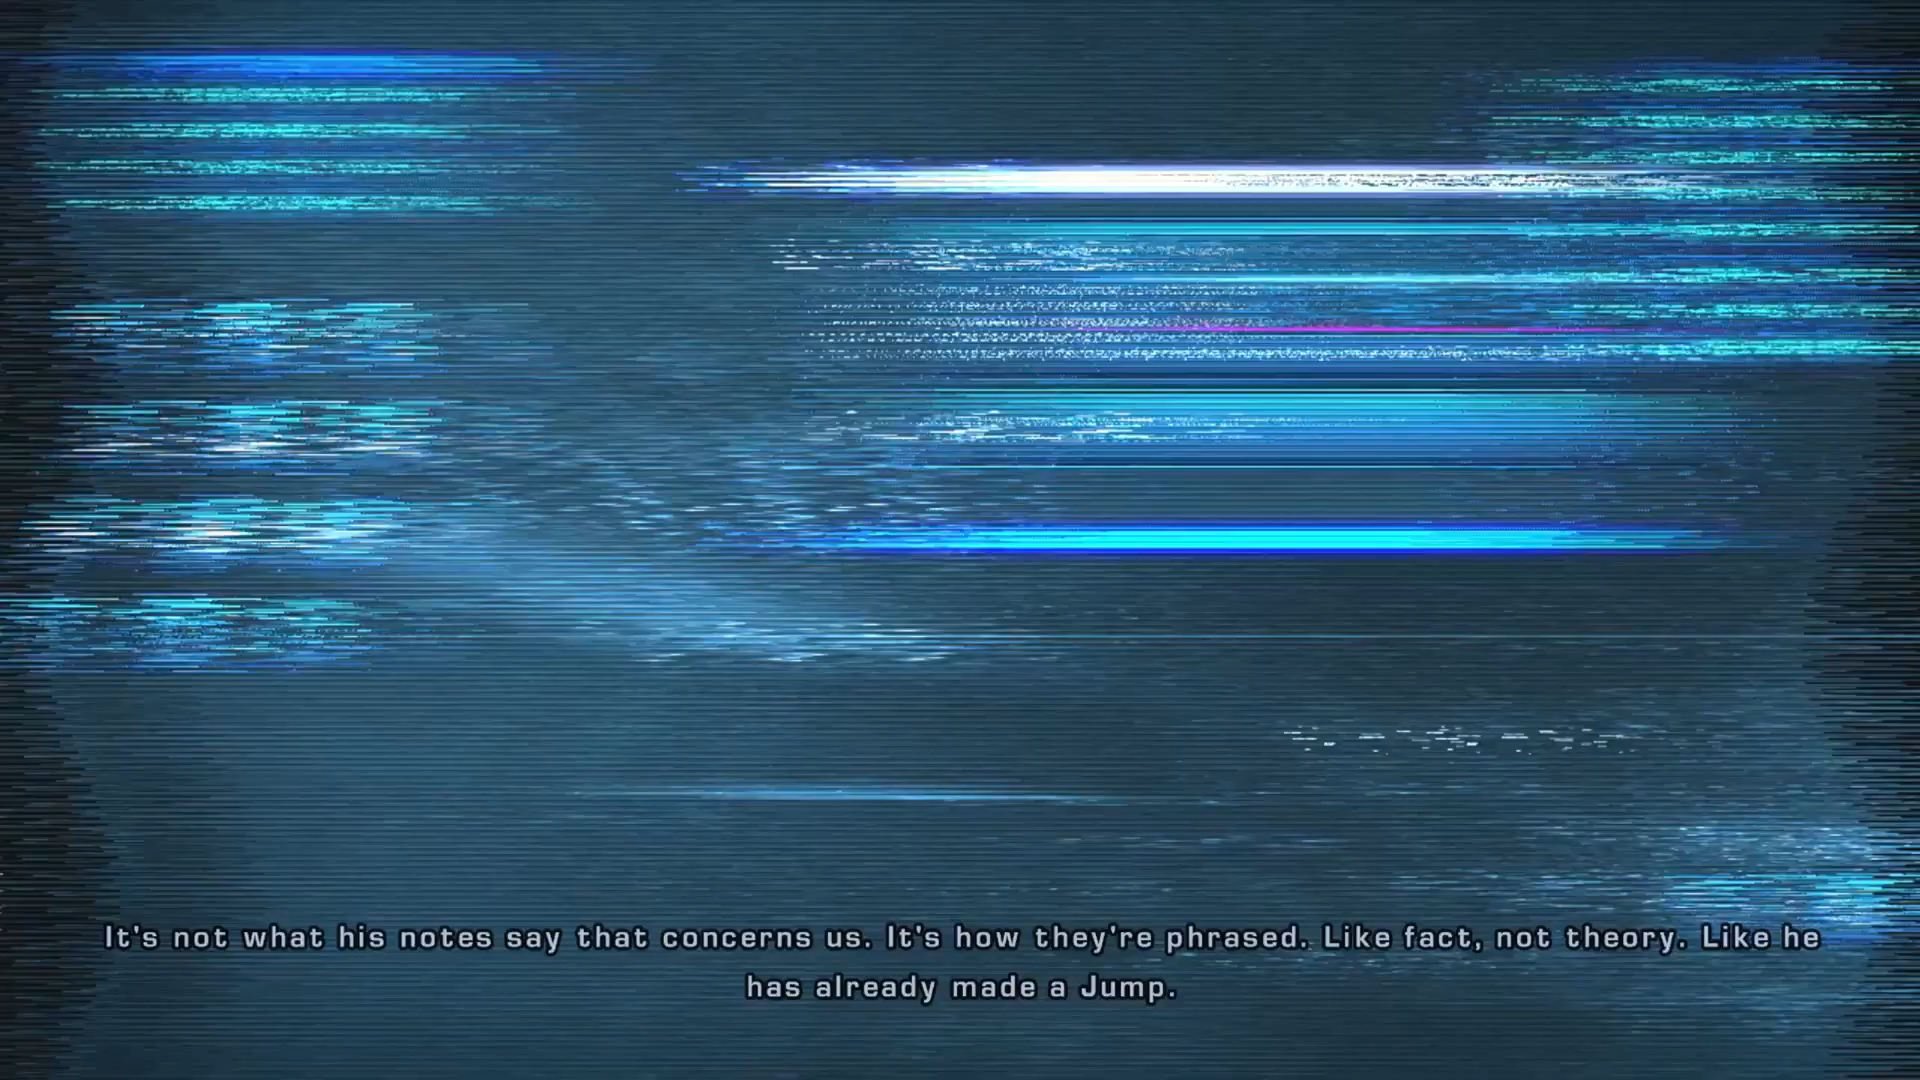 It's not what his notes say that concerns us. It's how they're phrased. Like fact, not theory. Like he
has already made a Jump.